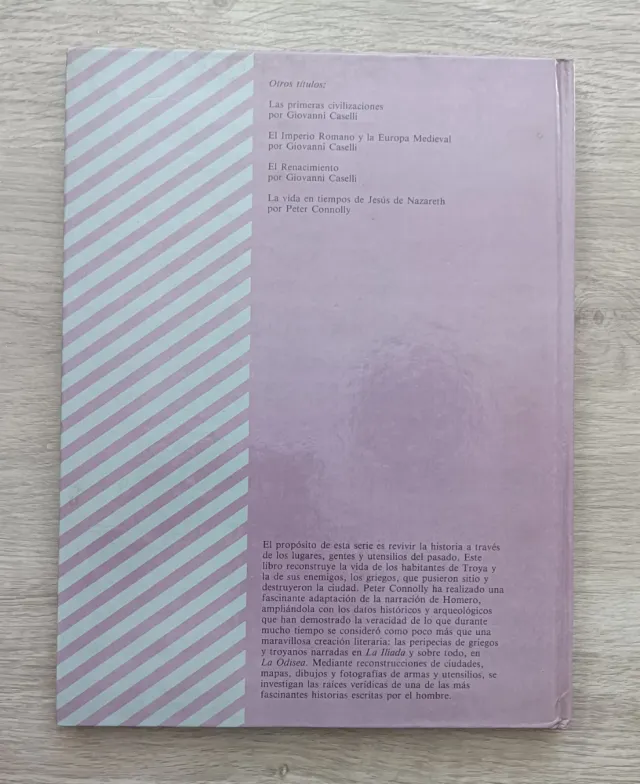 Otros títulos:
Las primeras civilizaciones
por Giovanni Caselli
El Imperio Romano y la Europa Medieval
por Giovanni Caselli
El Renacimiento
por Giovanni Caselli
La vida en tiempos de Jesús de Nazareth
por Peter Connolly
El propósito de esta serie es revivir la historia a través
de los lugares, gentes y utensilios del pasado. Este
libro reconstruye la vida de los habitantes de Troya y
la de sus enemigos, los griegos, que pusieron sitio y
destruyeron la ciudad. Peter Connolly ha realizado una
fascinante adaptación de la narración de Homero,
ampliándola con los datos históricos y arqueológicos
que han demostrado la veracidad de lo que durante
mucho tiempo se consideró como poco más que una
maravillosa creación literaria: las peripecias de griegos
y troyanos narradas en La Iliada y sobre todo, en
La Odisea. Mediante reconstrucciones de ciudades,
mapas, dibujos y fotografías de armas y utensilios, se
investigan las raíces verídicas de una de las más
fascinantes historias escritas por el hombre.